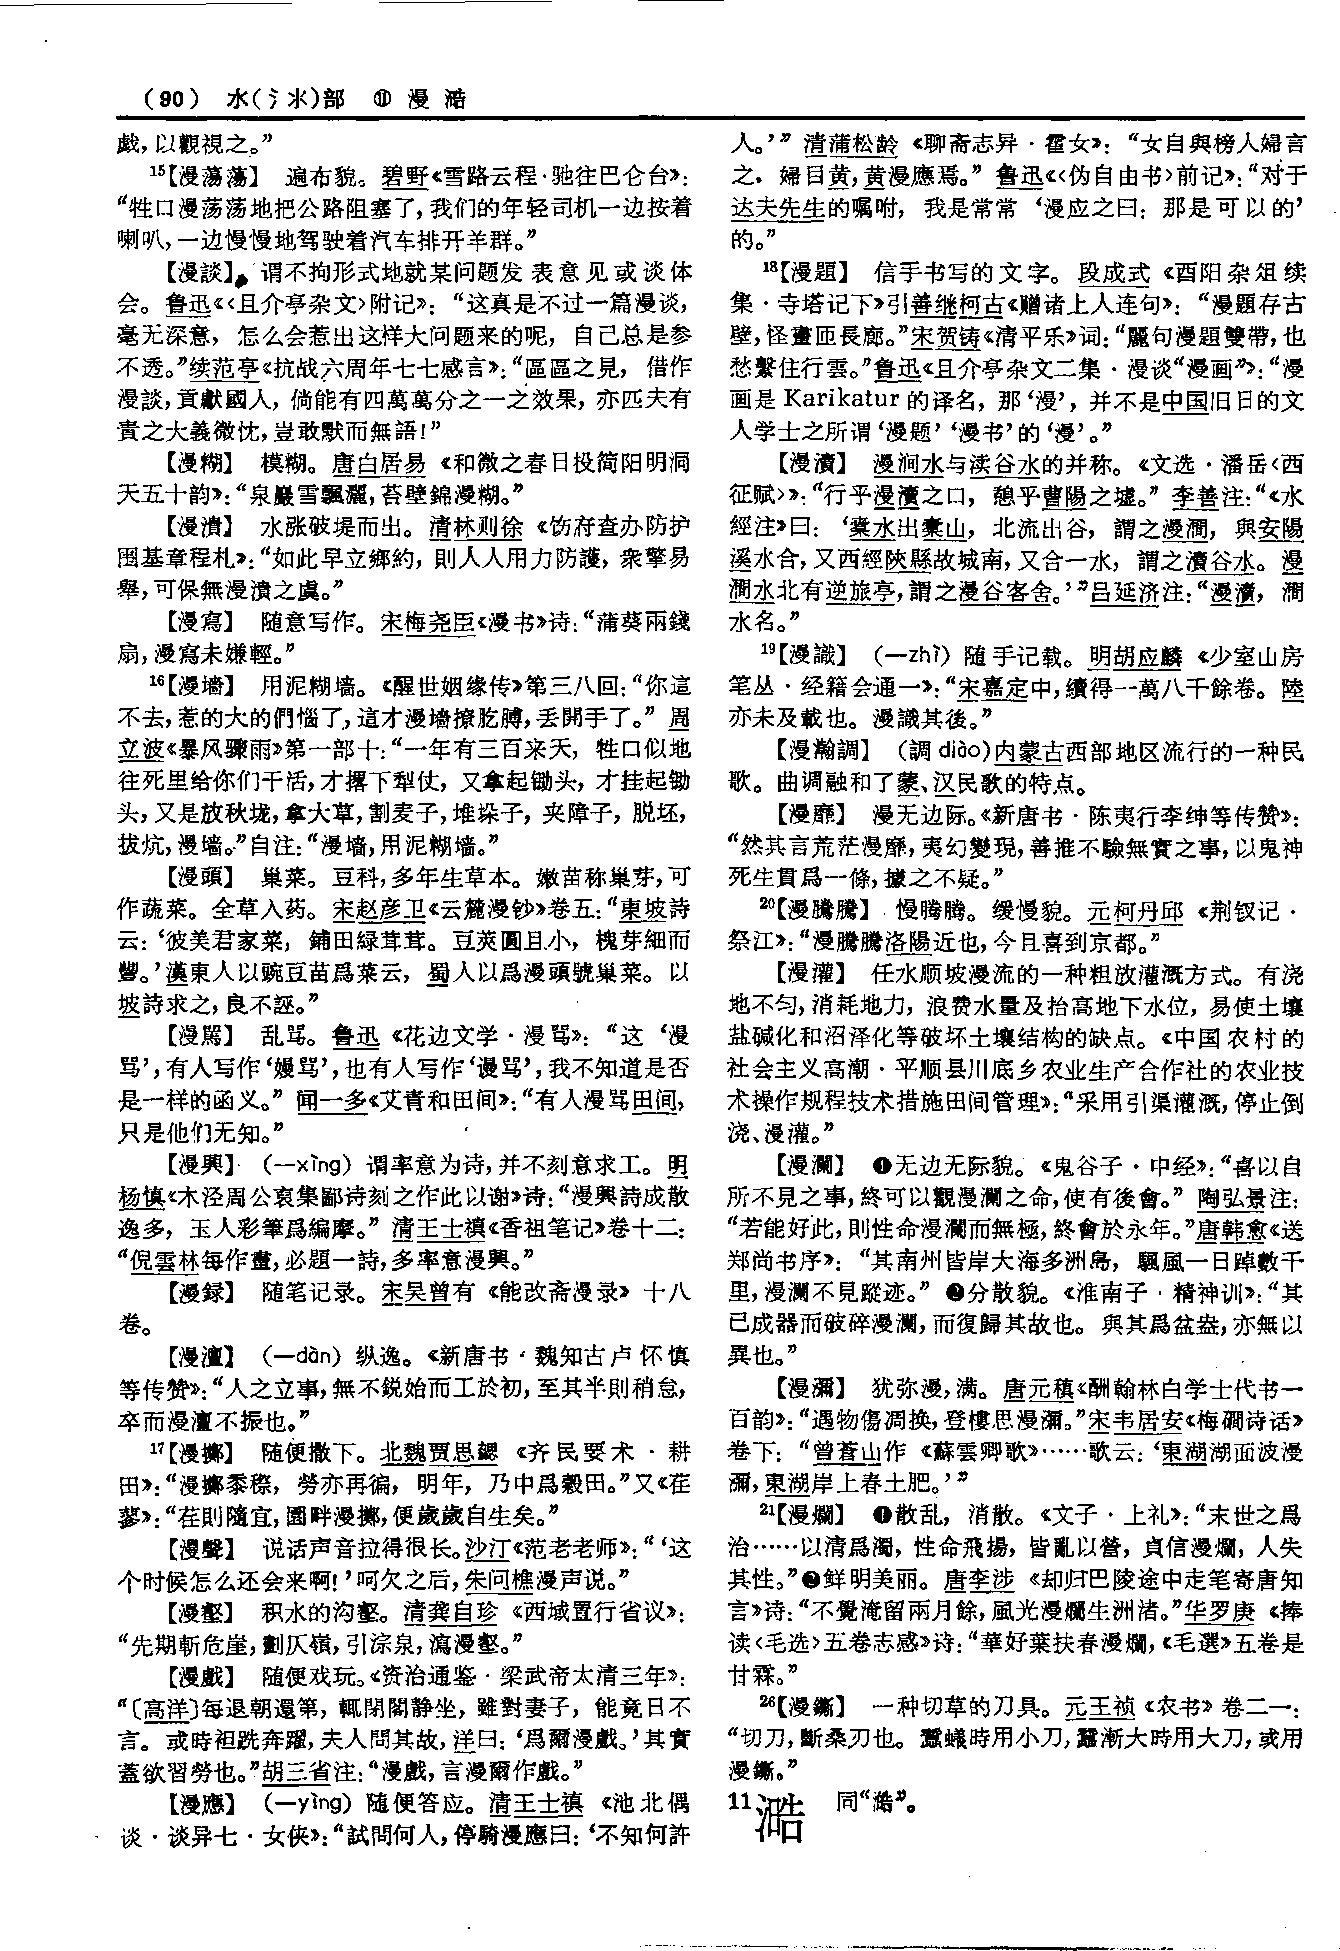 (90) 水(氵氺)部 ⑪ 漫 澔
戲,以觀視之。”
15【漫蕩蕩】 遍布貌。碧野《雪路云程·驰往巴仑台》:
“牲口漫荡荡地把公路阻塞了,我们的年轻司机一边按着
喇叭,一边慢慢地驾驶着汽车排开羊群。”
【漫談】 谓不拘形式地就某问题发表意见或谈体
会。鲁迅《〈且介亭杂文〉附记》:“这真是不过一篇漫谈,
毫无深意,怎么会惹出这样大问题来的呢,自己总是参
不透。”续范亭《抗战六周年七七感言》:“區區之見,借作
漫談,貢獻國人,倘能有四萬萬分之一之效果,亦匹夫有
責之大義微忱,豈敢默而無語!”
【漫糊】 模糊。唐白居易《和微之春日投简阳明洞
天五十韵》:“泉巖雪飄灑,苔壁錦漫糊。”
【漫潰】 水涨破堤而出。清林则徐《饬府查办防护
围基章程札》:“如此早立鄉約,則人人用力防護,衆擎易
舉,可保無漫潰之虞。”
【漫寫】 随意写作。宋梅尧臣《漫书》诗:“蒲葵兩錢
扇,漫寫未嫌輕。”
16【漫墙】 用泥糊墙。《醒世姻缘传》第三八回:“你這
不去,惹的大的們惱了,這才漫墙撩胳膊,丢開手了。”周
立波《暴风骤雨》第一部十:“一年有三百来天,牲口似地
往死里给你们干活,才撂下犁仗,又拿起锄头,才挂起锄
头,又是放秋垅,拿大草,割麦子,堆垛子,夹障子,脱坯,
拔炕,漫墙。”自注:“漫墙,用泥糊墙。”
【漫頭】 巢菜。豆科,多年生草本。嫩苗称巢芽,可
作蔬菜。全草入药。宋赵彦卫《云麓漫钞》卷五:“東坡詩
云:‘彼美君家菜,鋪田緑茸茸。豆莢圓且小,槐芽細而
豐。’漢東人以豌豆苗爲菜云,蜀人以爲漫頭號巢菜。以
坡詩求之,良不誣。”
【漫駡】 乱骂。鲁迅《花边文学·漫骂》:“这‘漫
骂’,有人写作‘嫚骂’,也有人写作‘谩骂’,我不知道是否
是一样的函义。”闻一多《艾青和田间》:“有人漫骂田间,
只是他们无知。”
【漫興】 (—xìng) 谓率意为诗,并不刻意求工。明
杨慎《木泾周公衷集鄙诗刻之作此以谢》诗:“漫興詩成散
逸多,玉人彩筆爲編摩。”清王士禛《香祖笔记》卷十二:
“倪雲林每作畫,必題一詩,多率意漫興。”
【漫録】 随笔记录。宋吴曾有《能改斋漫录》十八
卷。
【漫澶】 (—dàn) 纵逸。《新唐书·魏知古卢怀慎
等传赞》:“人之立事,無不鋭始而工於初,至其半則稍怠,
卒而漫澶不振也。”
17【漫擲】 随便撒下。北魏贾思勰《齐民要术·耕
田》:“漫擲黍穄,勞亦再徧,明年,乃中爲穀田。”又《荏
蓼》:“荏則隨宜,園畔漫擲,便歲歲自生矣。”
【漫聲】 说话声音拉得很长。沙汀《范老老师》:“‘这
个时候怎么还会来啊!’呵欠之后,朱问樵漫声说。”
【漫壑】 积水的沟壑。清龚自珍《西域置行省议》:
“先期斬危崖,劃仄嶺,引淙泉,瀉漫壑。”
【漫戲】 随便戏玩。《资治通鉴·梁武帝太清三年》:
“〔高洋〕每退朝還第,輒閉閤静坐,雖對妻子,能竟日不
言。或時袒跣奔躍,夫人問其故,洋曰:‘爲爾漫戲。’其實
蓋欲習勞也。”胡三省注:“漫戲,言漫爾作戲。”
【漫應】 (—yìng) 随便答应。清王士禛《池北偶
谈·谈异七·女侠》:“試問何人,停騎漫應曰:‘不知何許
人。’”清蒲松龄《聊斋志异·霍女》:“女自與榜人婦言
之,婦目黄,黄漫應焉。”鲁迅《〈伪自由书〉前记》:“对于
达夫先生的嘱咐,我是常常‘漫应之曰:那是可以的’
的。”
18【漫題】 信手书写的文字。段成式《酉阳杂俎续
集·寺塔记下》引善继柯古《赠诸上人连句》:“漫題存古
壁,怪畫匝長廊。”宋贺铸《清平乐》词:“麗句漫題雙帶,也
愁繫住行雲。”鲁迅《且介亭杂文二集·漫谈“漫画”》:“漫
画是 Karikatur 的译名,那‘漫’,并不是中国旧日的文
人学士之所谓‘漫题’‘漫书’的‘漫’。”
【漫瀆】 漫涧水与渎谷水的并称。《文选·潘岳〈西
征赋〉》:“行乎漫瀆之口,憩乎曹陽之墟。”李善注:“《水
經注》曰:‘橐水出橐山,北流出谷,謂之漫澗,與安陽
溪水合,又西經陜縣故城南,又合一水,謂之瀆谷水。漫
澗水北有逆旅亭,謂之漫谷客舍。’”吕延济注:“漫瀆,澗
水名。”
19【漫識】 (—zhì) 随手记载。明胡应麟《少室山房
笔丛·经籍会通一》:“宋嘉定中,續得一萬八千餘卷。陸
亦未及載也。漫識其後。”
【漫瀚調】 (調 diào)内蒙古西部地区流行的一种民
歌。曲调融和了蒙、汉民歌的特点。
【漫靡】 漫无边际。《新唐书·陈夷行李绅等传赞》:
“然其言荒茫漫靡,夷幻變現,善推不驗無實之事,以鬼神
死生貫爲一條,據之不疑。”
20【漫騰騰】 慢腾腾。缓慢貌。元柯丹邱《荆钗记·
祭江》:“漫騰騰洛陽近也,今且喜到京都。”
【漫灌】 任水顺坡漫流的一种粗放灌溉方式。有浇
地不匀,消耗地力,浪费水量及抬高地下水位,易使土壤
盐碱化和沼泽化等破坏土壤结构的缺点。《中国农村的
社会主义高潮·平顺县川底乡农业生产合作社的农业技
术操作规程技术措施田间管理》:“采用引渠灌溉,停止倒
浇、漫灌。”
【漫瀾】 ❶无边无际貌。《鬼谷子·中经》:“喜以自
所不見之事,終可以觀漫瀾之命,使有後會。”陶弘景注:
“若能好此,則性命漫瀾而無極,終會於永年。”唐韩愈《送
郑尚书序》:“其南州皆岸大海多洲島,颿風一日踔數千
里,漫瀾不見蹤迹。”❷分散貌。《淮南子·精神训》:“其
已成器而破碎漫瀾,而復歸其故也。與其爲盆盎,亦無以
異也。”
【漫瀰】 犹弥漫,满。唐元稹《酬翰林白学士代书一
百韵》:“遇物傷凋换,登樓思漫瀰。”宋韦居安《梅磵诗话》
卷下:“曾蒼山作《蘇雲卿歌》……歌云:‘東湖湖面波漫
瀰,東湖岸上春土肥。’”
21【漫爛】 ❶散乱,消散。《文子·上礼》:“末世之爲
治……以清爲濁,性命飛揚,皆亂以營,貞信漫爛,人失
其性。”❷鲜明美丽。唐李涉《却归巴陵途中走笔寄唐知
言》诗:“不覺淹留兩月餘,風光漫爛生洲渚。”华罗庚《捧
读〈毛选〉五卷志感》诗:“華好葉扶春漫爛,《毛選》五卷是
甘霖。”
26【漫鐁】 一种切草的刀具。元王祯《农书》卷二一:
“切刀,斷桑刃也。蠶蟻時用小刀,蠶漸大時用大刀,或用
漫鐁。”
11澔 同“澔”。